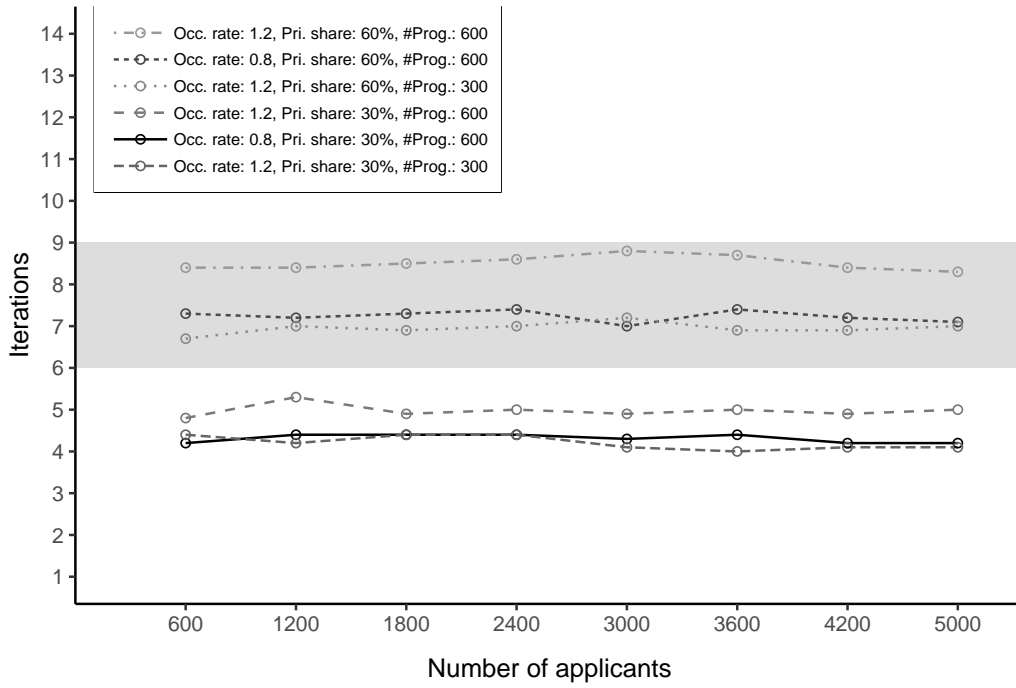 14
13
12
11
10
9
8
7
6
5
4
3
2
1
Iterations
Occ. rate: 1.2, Pri. share: 60%, #Prog.: 600
Occ. rate: 0.8, Pri. share: 60%, #Prog.: 600
Occ. rate: 1.2, Pri. share: 60%, #Prog.: 300
Occ. rate: 1.2, Pri. share: 30%, #Prog.: 600
Occ. rate: 0.8, Pri. share: 30%, #Prog.: 600
Occ. rate: 1.2, Pri. share: 30%, #Prog.: 300
600 1200 1800 2400 3000 3600 4200 5000
Number of applicants